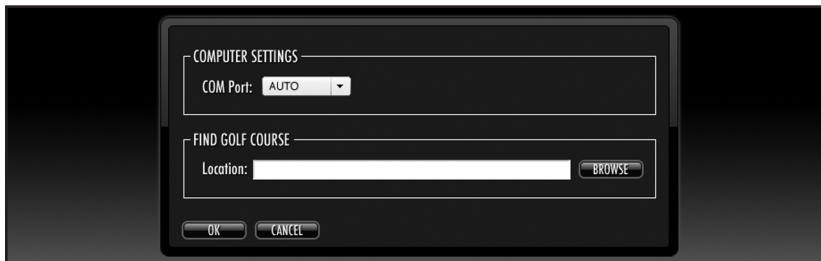 COMPUTER SETTINGS
COM Port: AUTO
FIND GOLF COURSE
Location: BROWSE
OK CANCEL